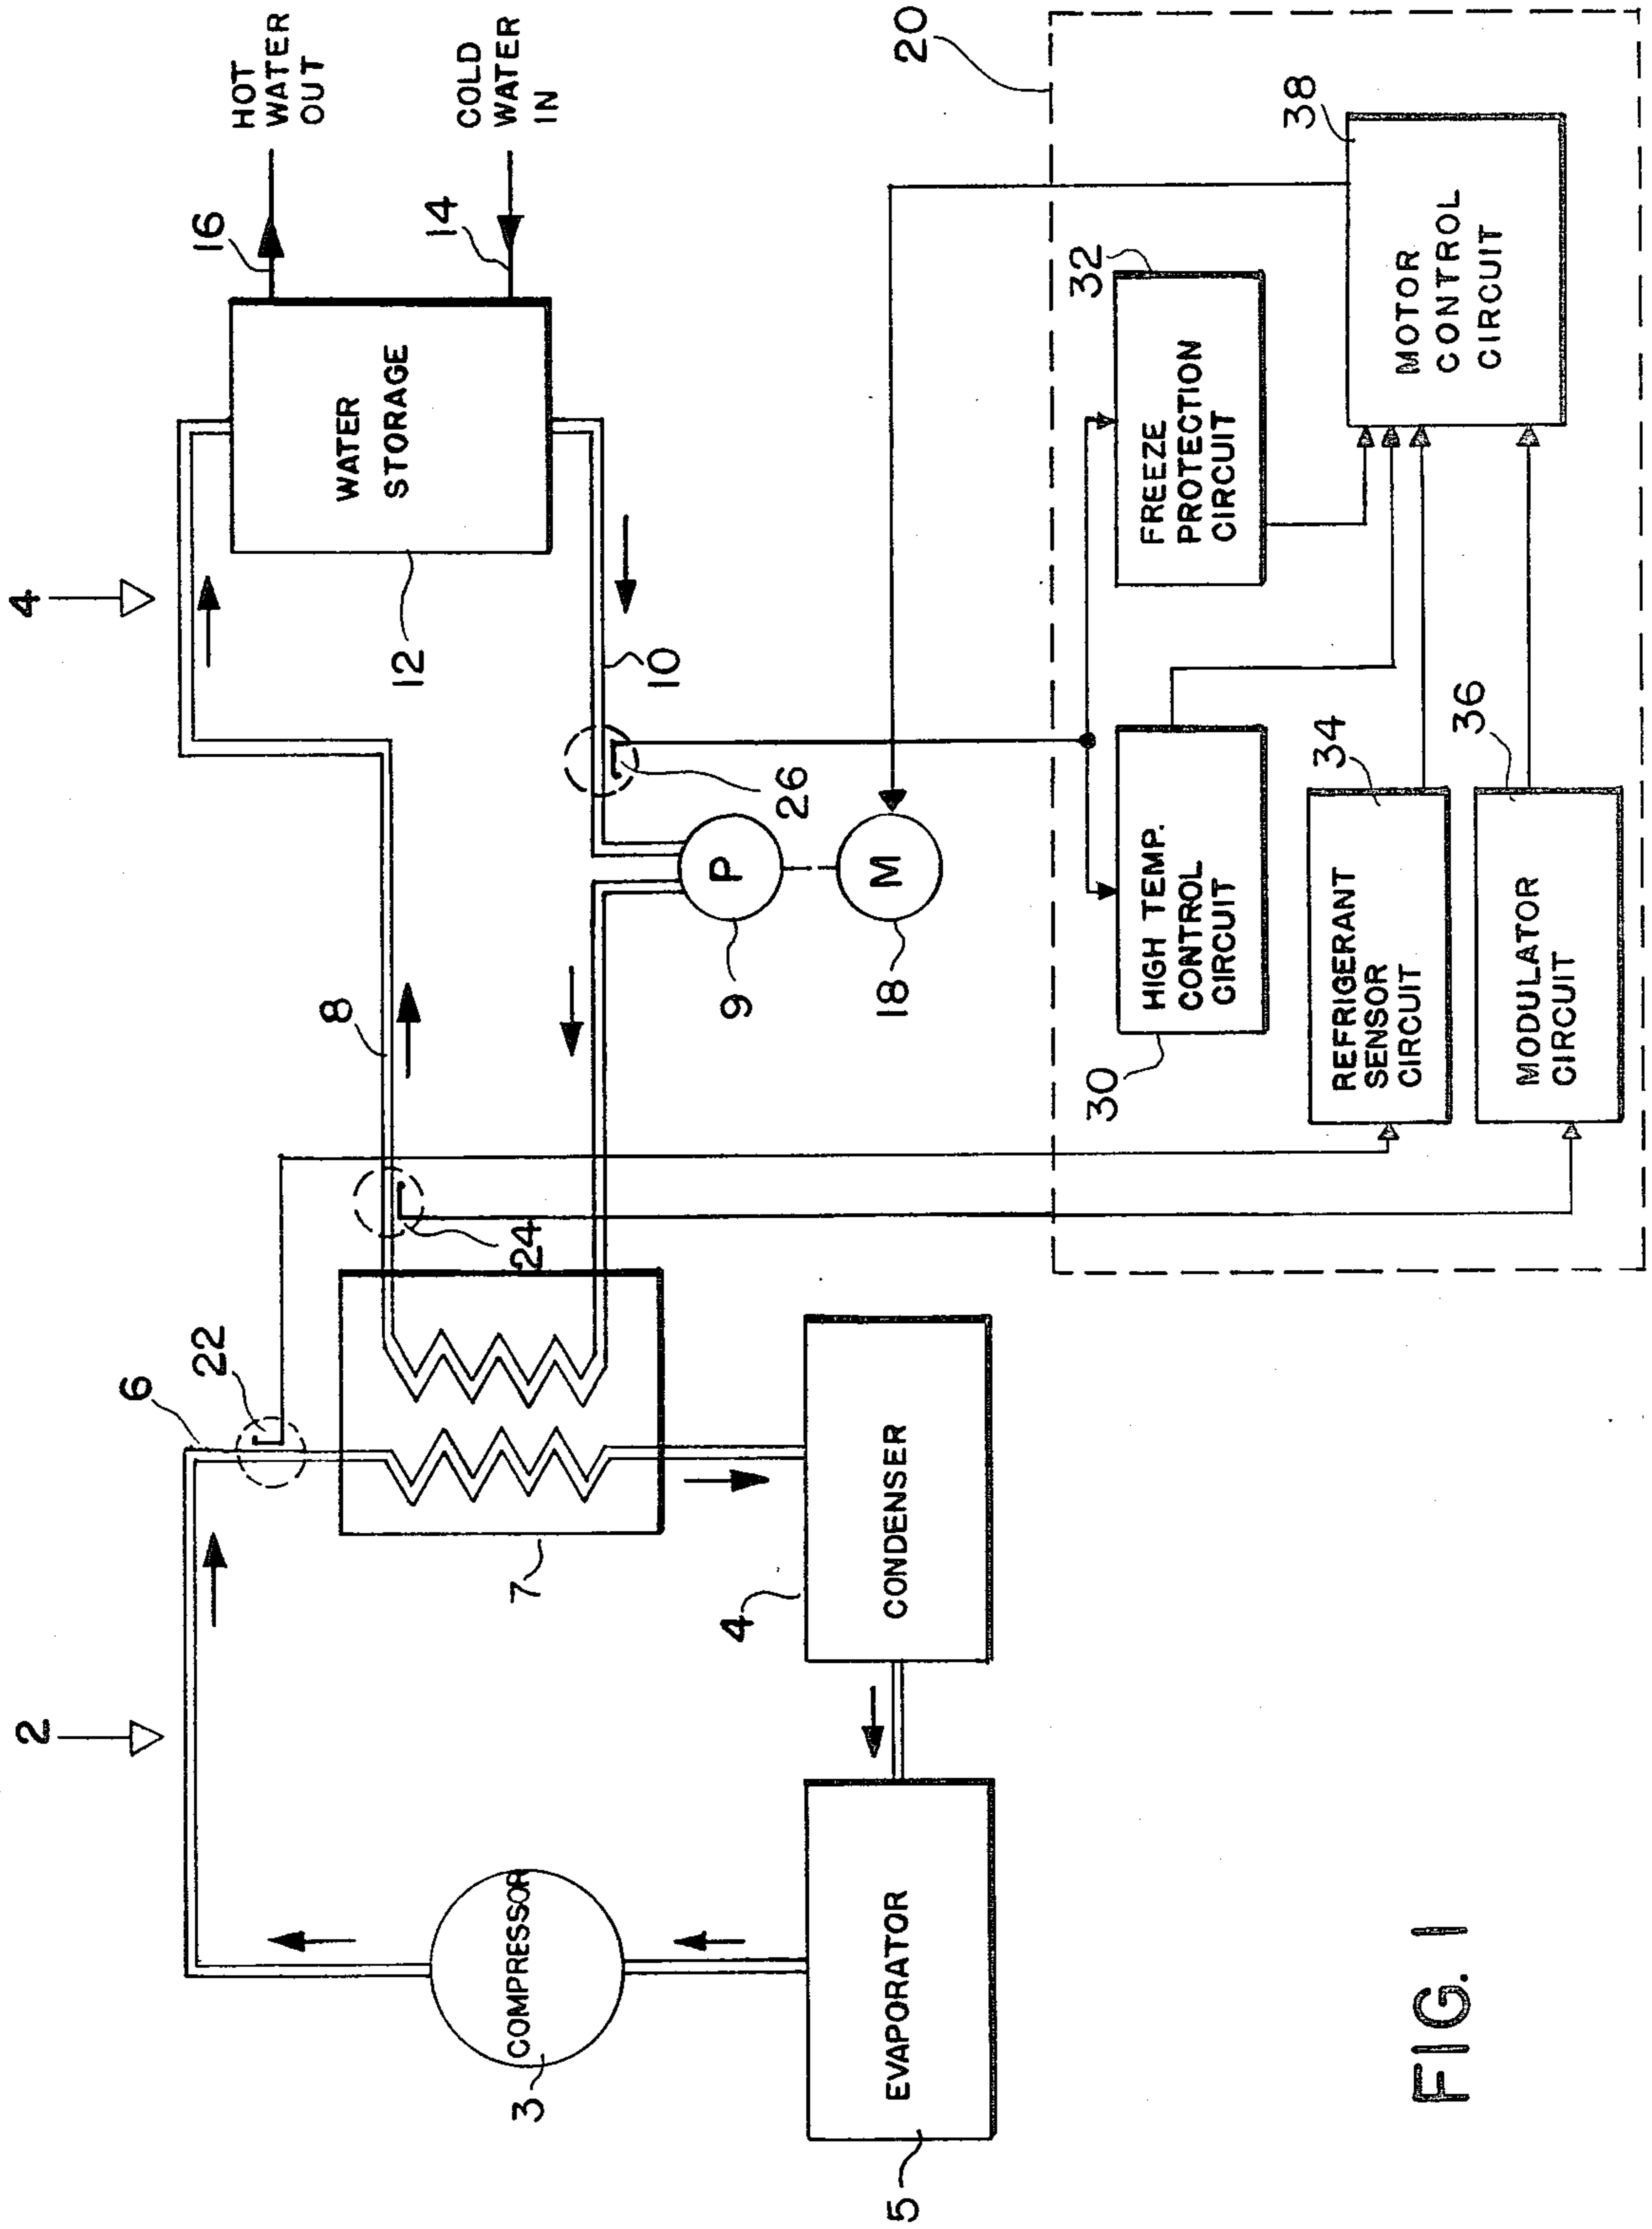 2
4
HOT
WATER
OUT
16
COLD
WATER
IN
14
6
22
8
WATER
STORAGE
12
24
10
26
COMPRESSOR
3
7
P
9
M
18
4
CONDENSER
EVAPORATOR
5
20
30
HIGH TEMP.
CONTROL
CIRCUIT
32
FREEZE
PROTECTION
CIRCUIT
34
REFRIGERANT
SENSOR
CIRCUIT
36
MODULATOR
CIRCUIT
38
MOTOR
CONTROL
CIRCUIT
FIG. 1